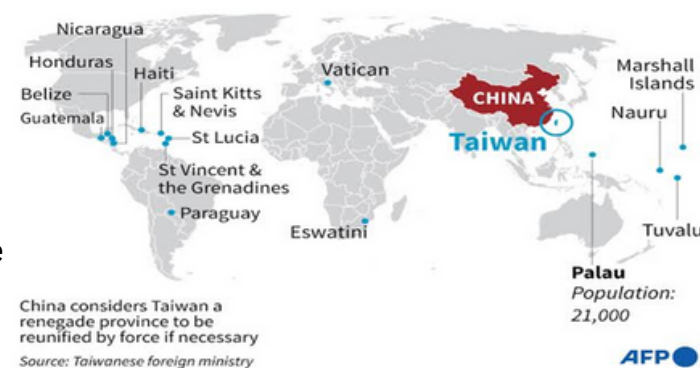 Nicaragua
Honduras
Haiti
Belize
Guatemala
Saint Kitts
& Nevis
St Lucia
St Vincent &
the Grenadines
Paraguay
Vatican
Eswatini
CHINA
Taiwan
Marshall
Islands
Nauru
Tuvalu
Palau
Population:
21,000
e
China considers Taiwan a
renegade province to be
reunified by force if necessary
Source: Taiwanese foreign ministry
AFP